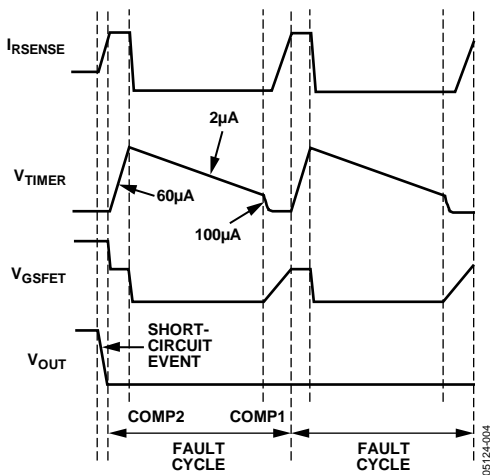 IRSENSE
2µA
VTIMER
60µA
100µA
VGSFET
SHORT-
CIRCUIT
EVENT
VOUT
COMP2
COMP1
FAULT
CYCLE
FAULT
CYCLE
05124-004